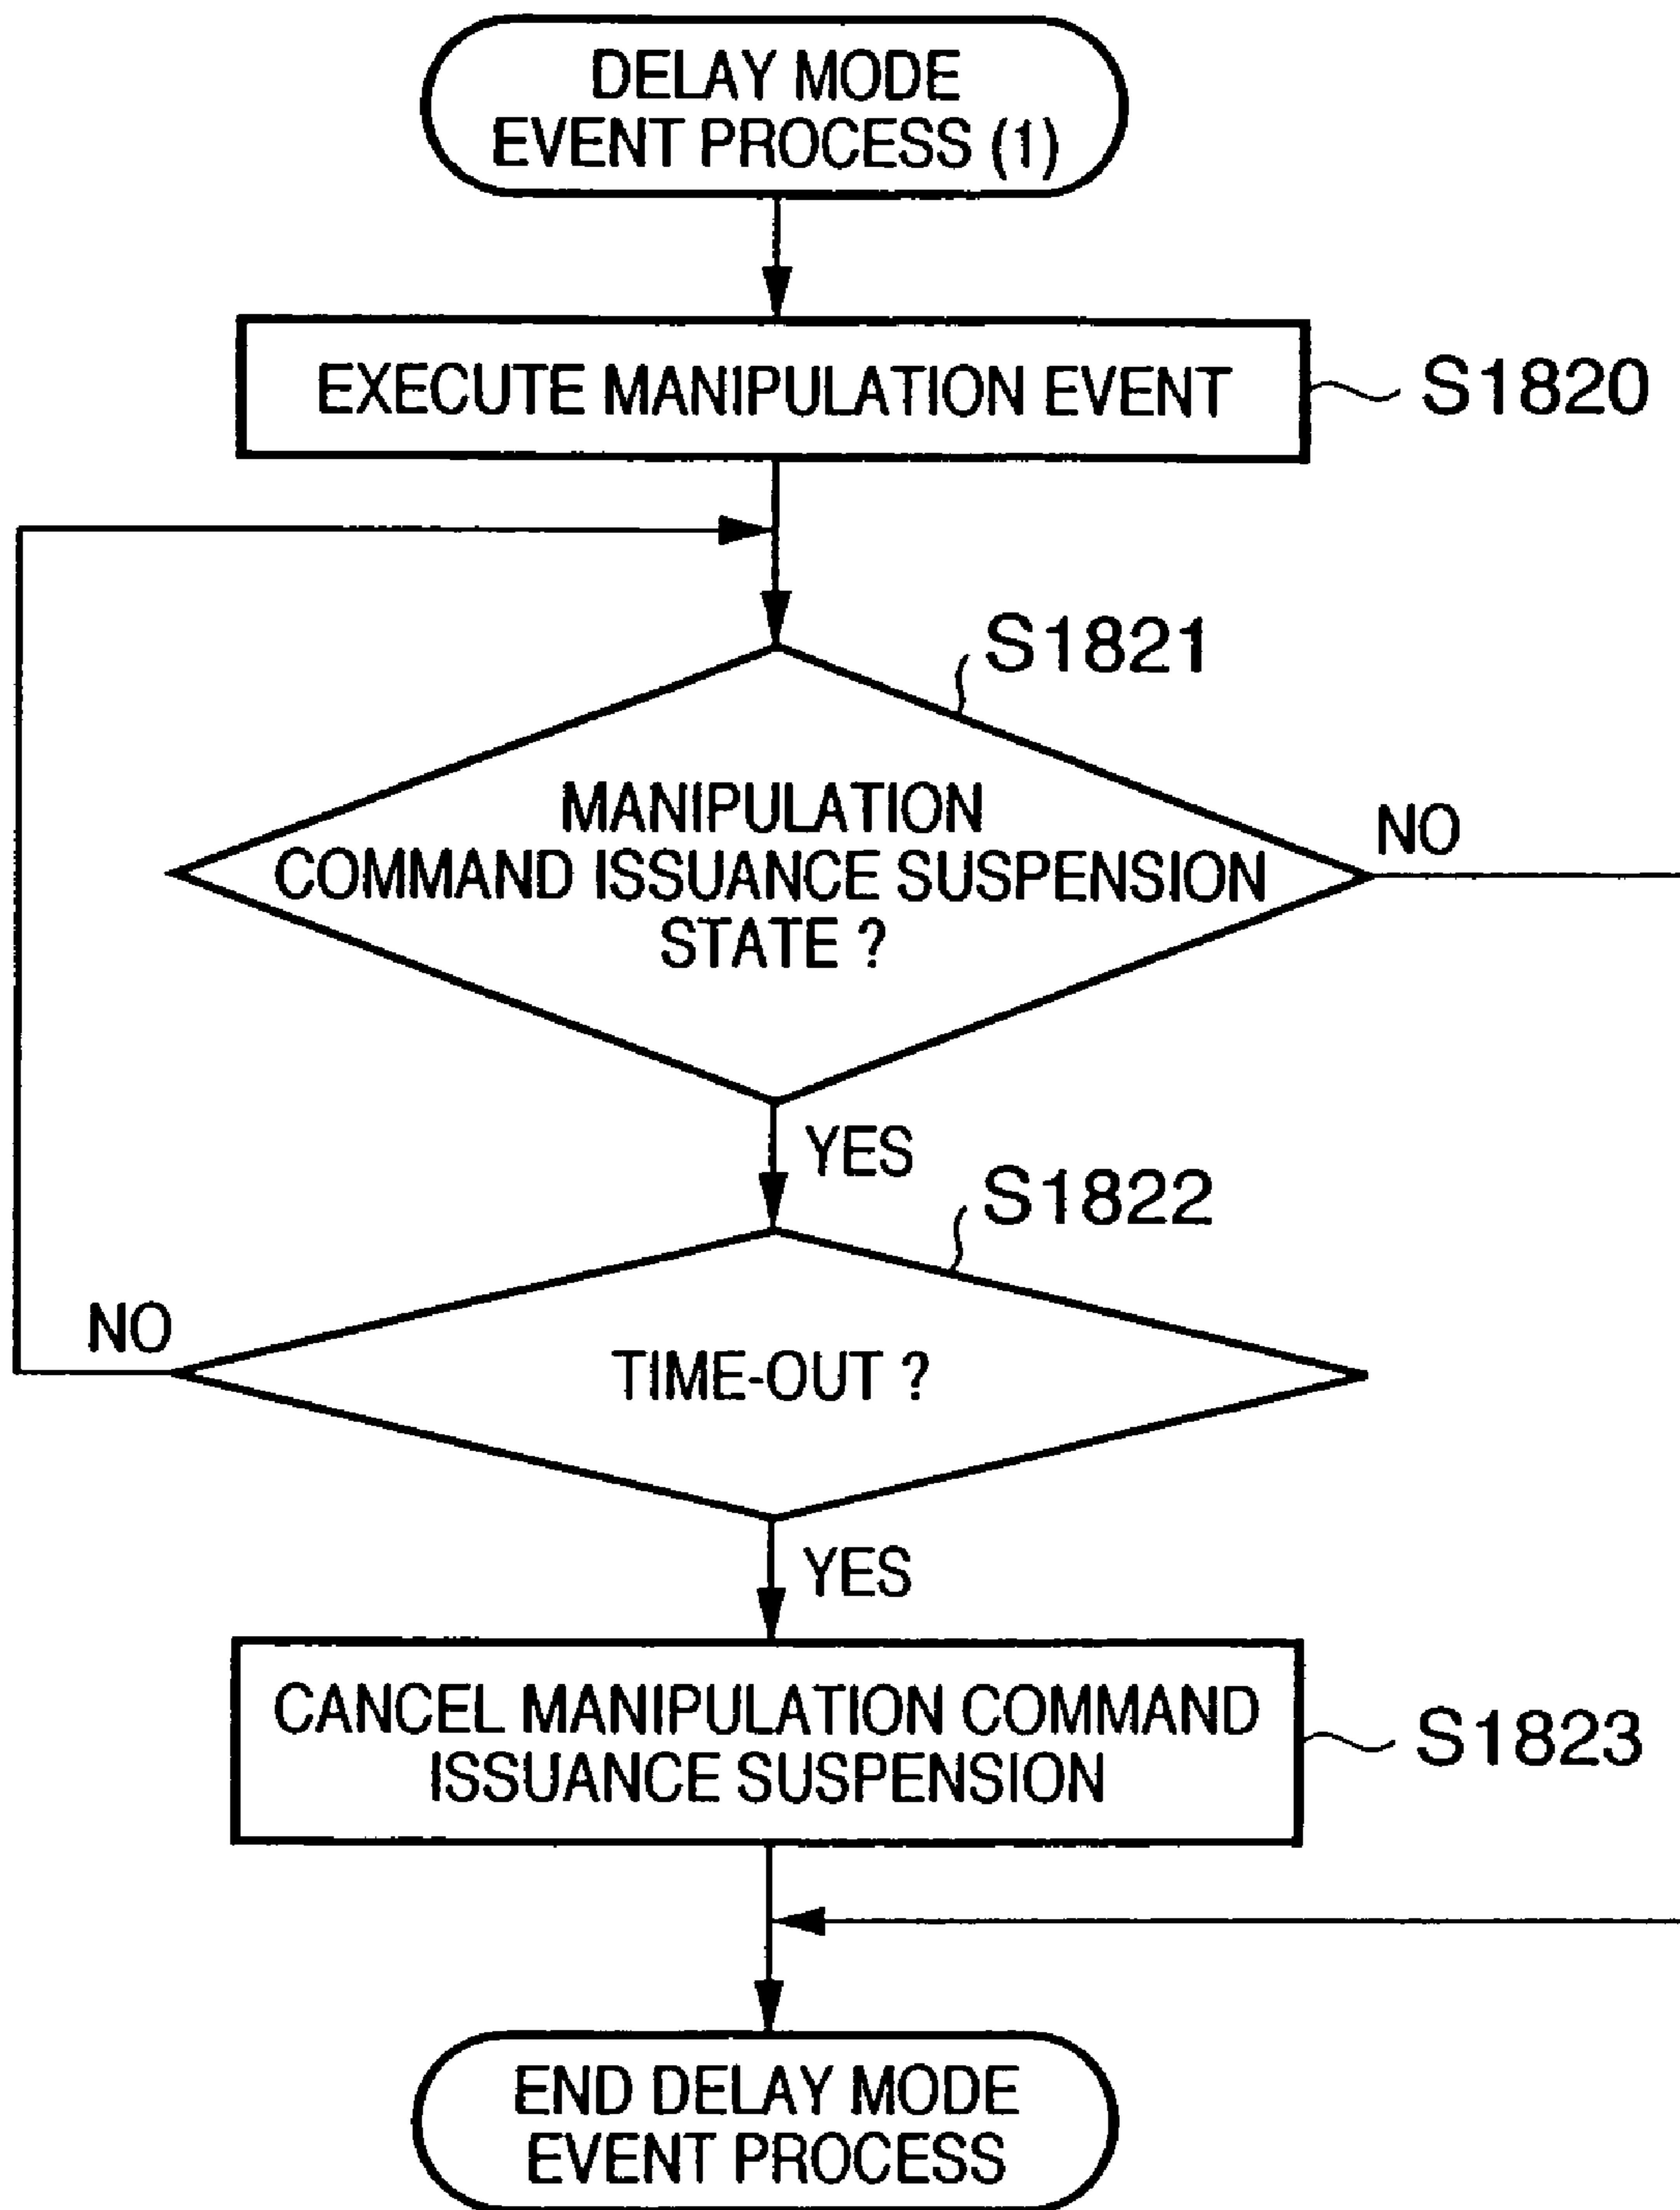 DELAY MODE
EVENT PROCESS (1)
EXECUTE MANIPULATION EVENT
S1820
S1821
MANIPULATION
COMMAND ISSUANCE SUSPENSION
STATE ?
NO
YES
S1822
NO
TIME-OUT ?
YES
CANCEL MANIPULATION COMMAND
ISSUANCE SUSPENSION
S1823
END DELAY MODE
EVENT PROCESS